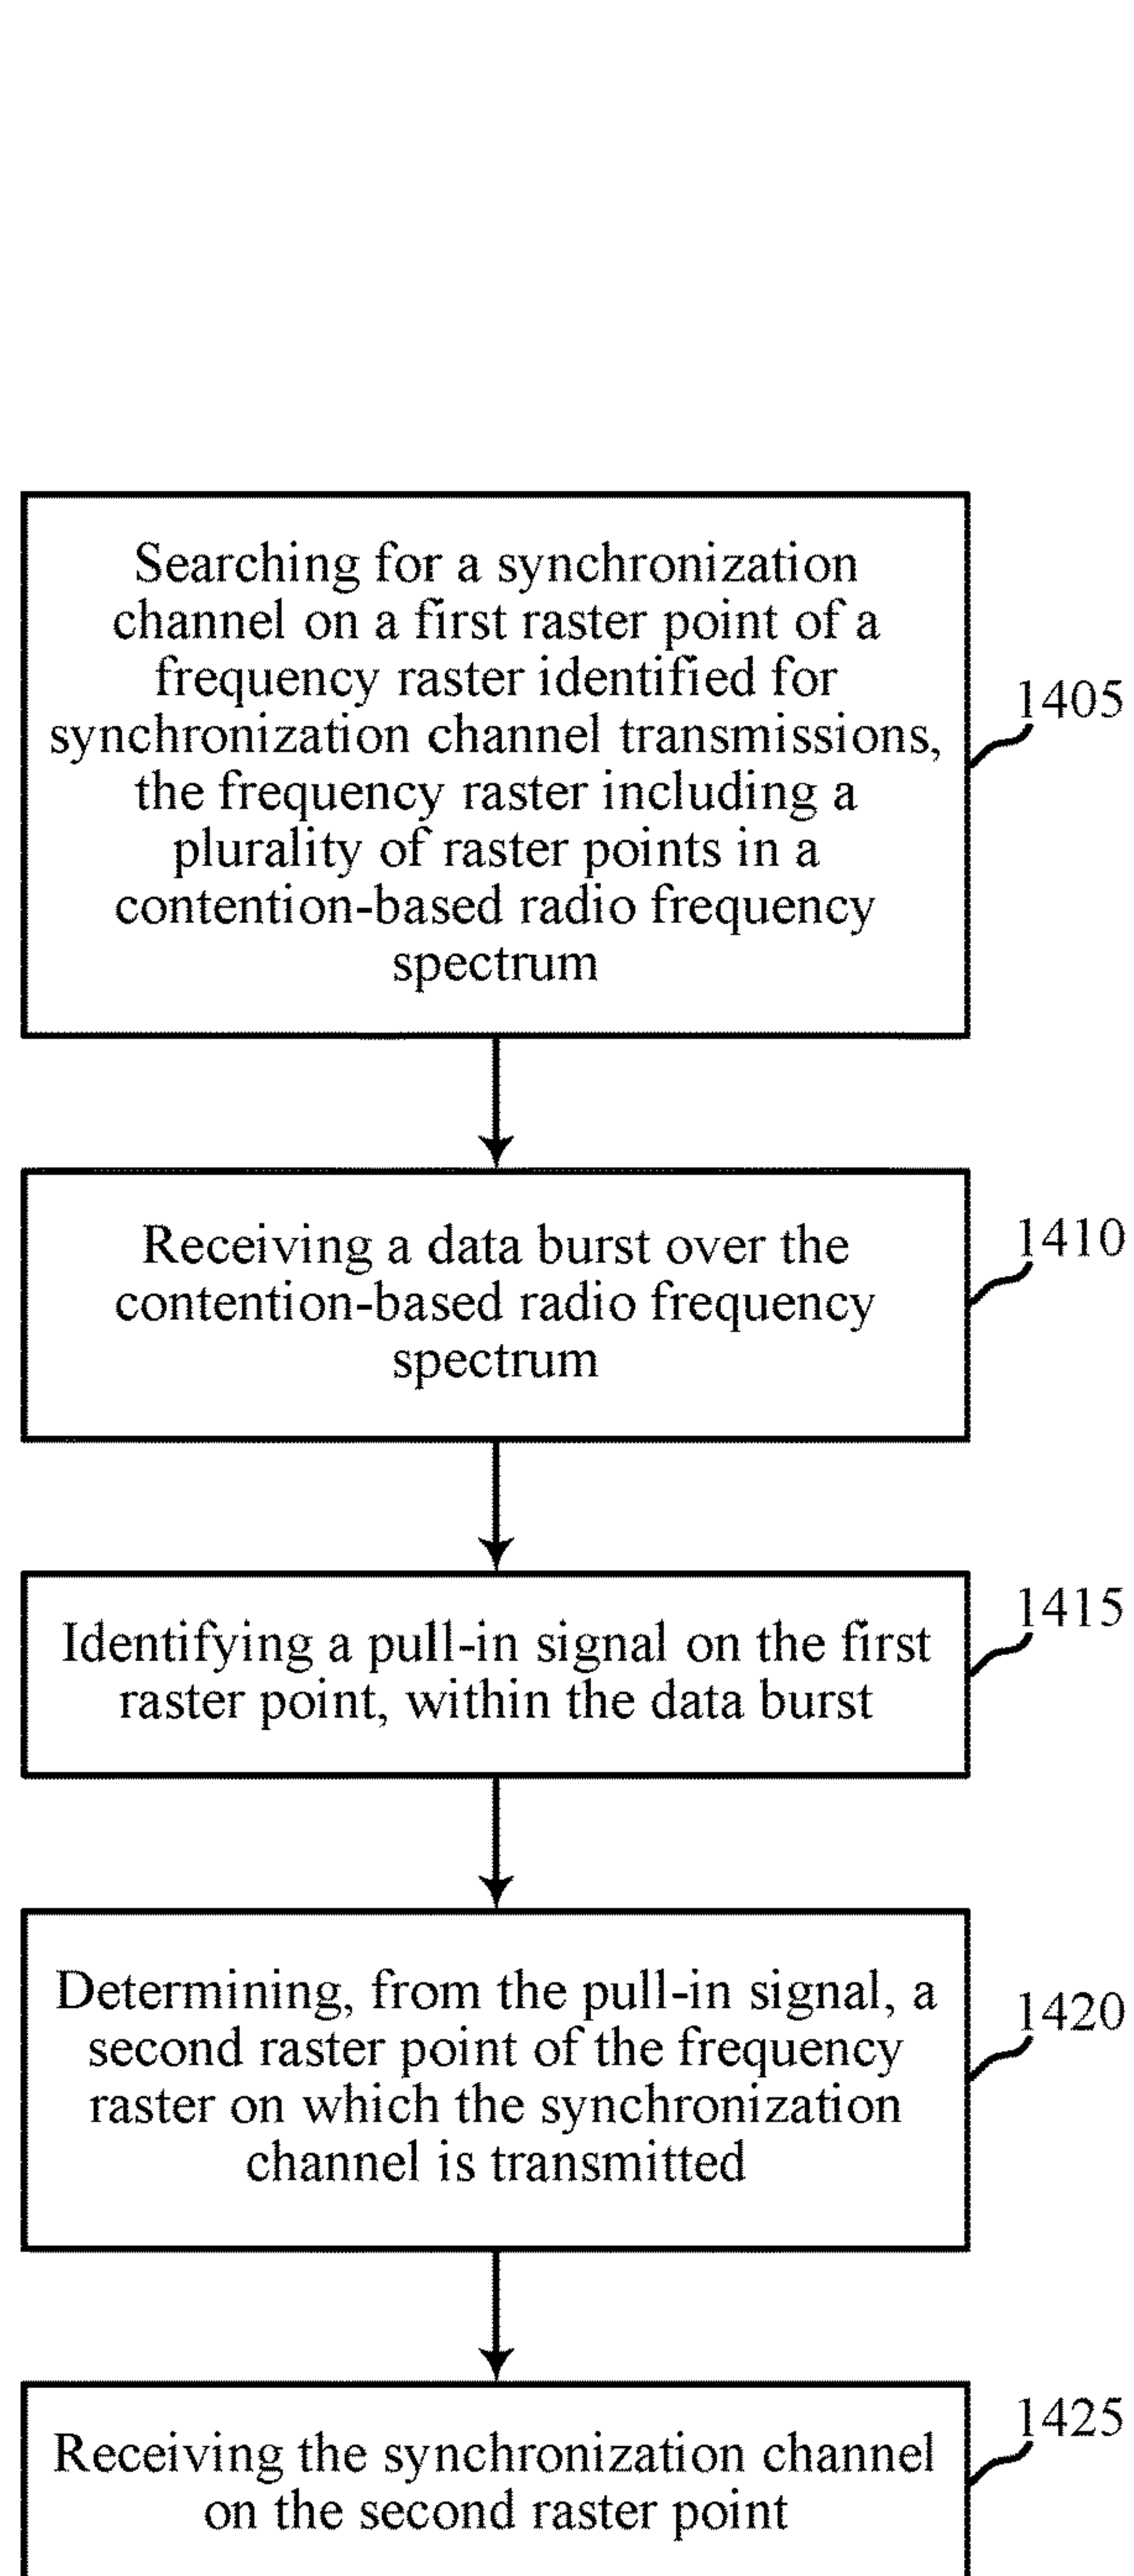 Searching for a synchronization
channel on a first raster point of a
frequency raster identified for
synchronization channel transmissions,
the frequency raster including a
plurality of raster points in a
contention-based radio frequency
spectrum
1405
Receiving a data burst over the
contention-based radio frequency
spectrum
1410
Identifying a pull-in signal on the first
raster point, within the data burst
1415
Determining, from the pull-in signal, a
second raster point of the frequency
raster on which the synchronization
channel is transmitted
1420
Receiving the synchronization channel
on the second raster point
1425